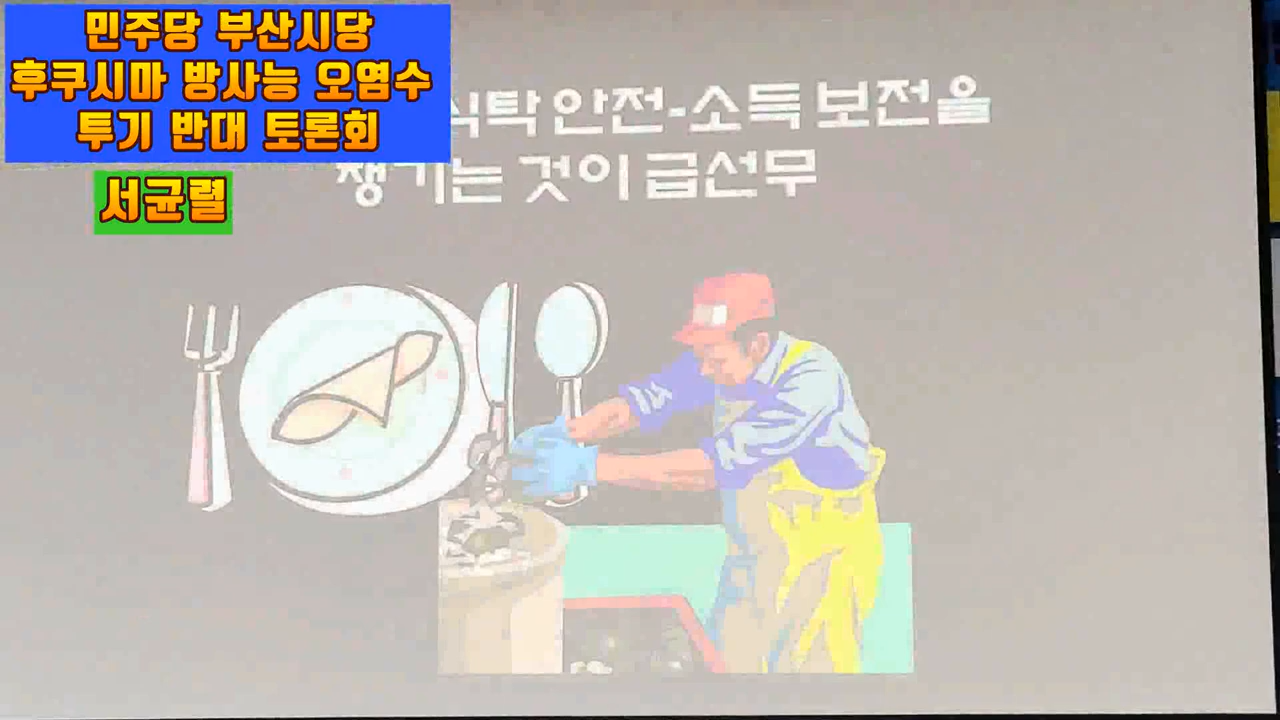 민주당 부산시당
후쿠시마 방사능 오염수
투기 반대 토론회
서균렬
식탁 안전-소득 보전을
챙기는 것이 급선무